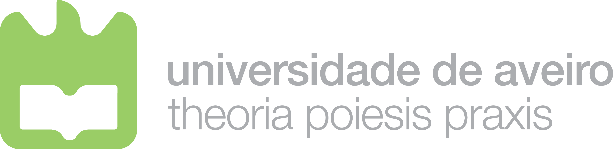 universidade de aveiro
theoria poiesis praxis